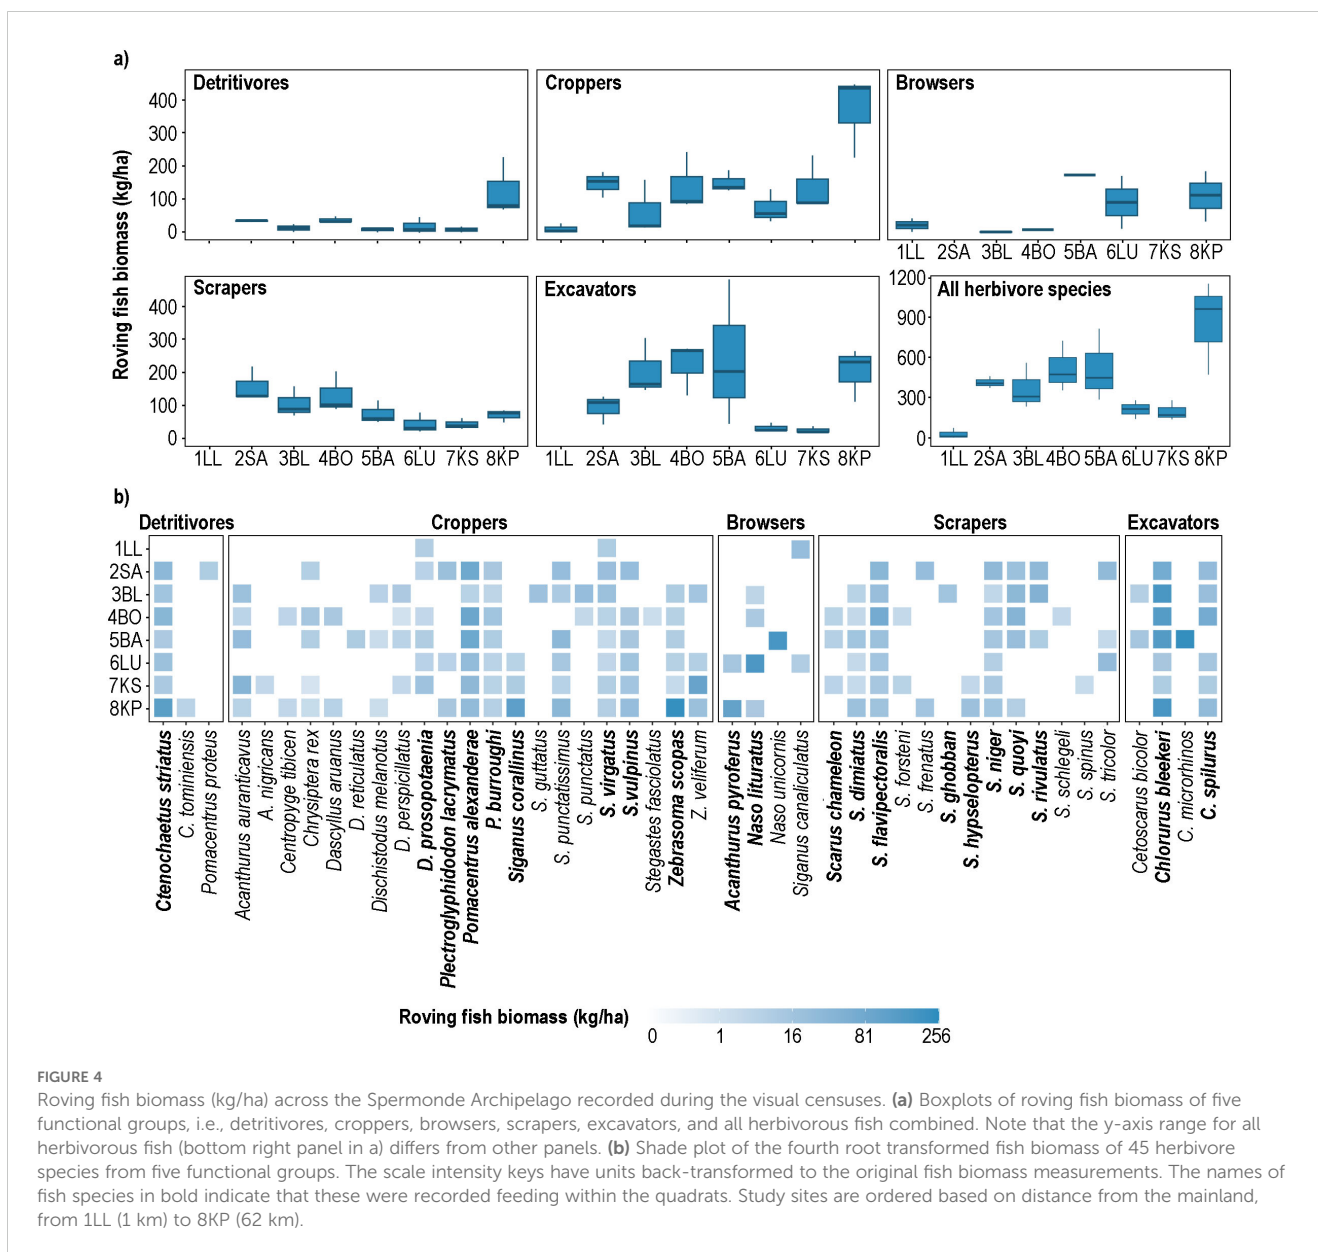 a)
Detritivores
Croppers
Browsers
Roving fish biomass (kg/ha)
400
300
200
100
0
1LL 2SA 3BL 4BO 5BA 6LU 7KS 8KP
Scrapers
Excavators
All herbivore species
400
300
200
100
0
1200
900
600
300
0
1LL 2SA 3BL 4BO 5BA 6LU 7KS 8KP
1LL 2SA 3BL 4BO 5BA 6LU 7KS 8KP
1LL 2SA 3BL 4BO 5BA 6LU 7KS 8KP
b)
Detritivores
Croppers
Browsers
Scrapers
Excavators
1LL
2SA
3BL
4BO
5BA
6LU
7KS
8KP
Ctenochaetus striatus
C. tominiensis
Pomacentrus proteus
Acanthurus auranticavus
A. nigricans
Centropyge tibicen
Chrysiptera rex
Dascyllus aruanus
D. reticulatus
Dischistodus melanotus
D. perspicillatus
D. prosopotaenia
Plectroglyphidodon lacrymatus
Pomacentrus alexanderae
P. burroughi
Siganus corallinus
S. guttatus
S. punctatissimus
S. punctatus
S. virgatus
S.vulpinus
Stegastes fasciolatus
Zebrasoma scopas
Z. veliferum
Acanthurus pyroferus
Naso lituratus
Naso unicornis
Siganus canaliculatus
Scarus chameleon
S. dimiatus
S. flavipectoralis
S. forstenii
S. frenatus
S. ghobban
S. hypselopterus
S. niger
S. quoyi
S. rivulatus
S. schlegeli
S. spinus
S. tricolor
Cetoscarus bicolor
Chlorurus bleekeri
C. microrhinos
C. spilurus
Roving fish biomass (kg/ha)
0 1 16 81 256
FIGURE 4
Roving fish biomass (kg/ha) across the Spermonde Archipelago recorded during the visual censuses. (a) Boxplots of roving fish biomass of five
functional groups, i.e., detritivores, croppers, browsers, scrapers, excavators, and all herbivorous fish combined. Note that the y-axis range for all
herbivorous fish (bottom right panel in a) differs from other panels. (b) Shade plot of the fourth root transformed fish biomass of 45 herbivore
species from five functional groups. The scale intensity keys have units back-transformed to the original fish biomass measurements. The names of
fish species in bold indicate that these were recorded feeding within the quadrats. Study sites are ordered based on distance from the mainland,
from 1LL (1 km) to 8KP (62 km).